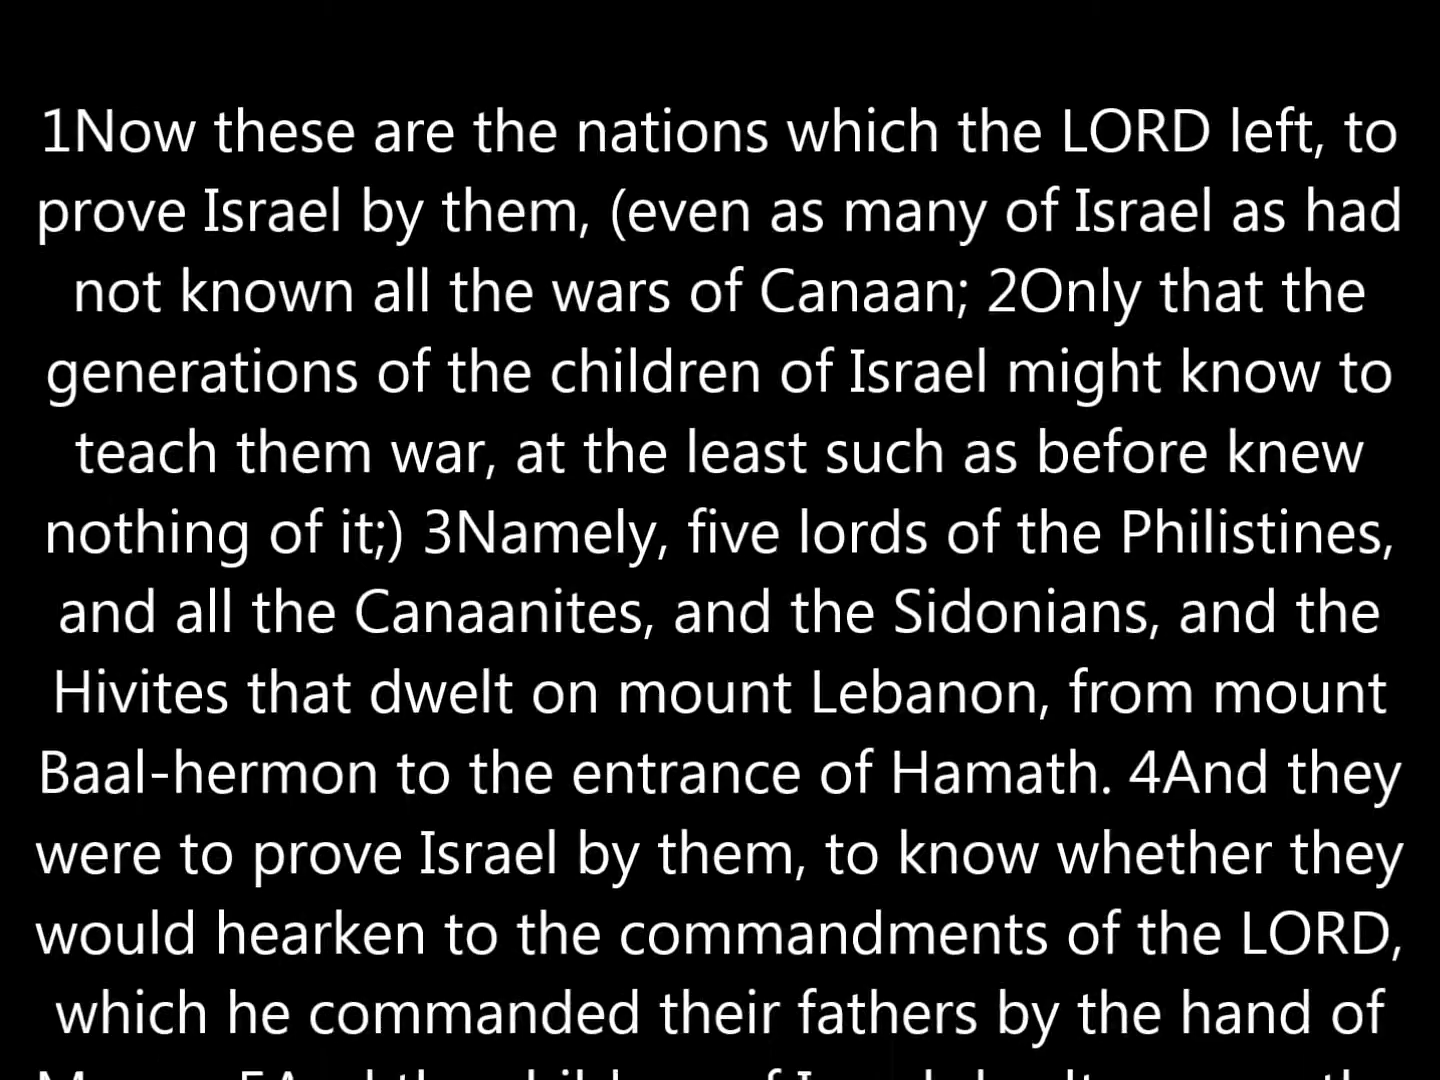 1Now these are the nations which the LORD left, to
prove Israel by them, (even as many of Israel as had
not known all the wars of Canaan; 2Only that the
generations of the children of Israel might know to
teach them war, at the least such as before knew
nothing of it;) 3Namely, five lords of the Philistines,
and all the Canaanites, and the Sidonians, and the
Hivites that dwelt on mount Lebanon, from mount
Baal-hermon to the entrance of Hamath. 4And they
were to prove Israel by them, to know whether they
would hearken to the commandments of the LORD,
which he commanded their fathers by the hand of